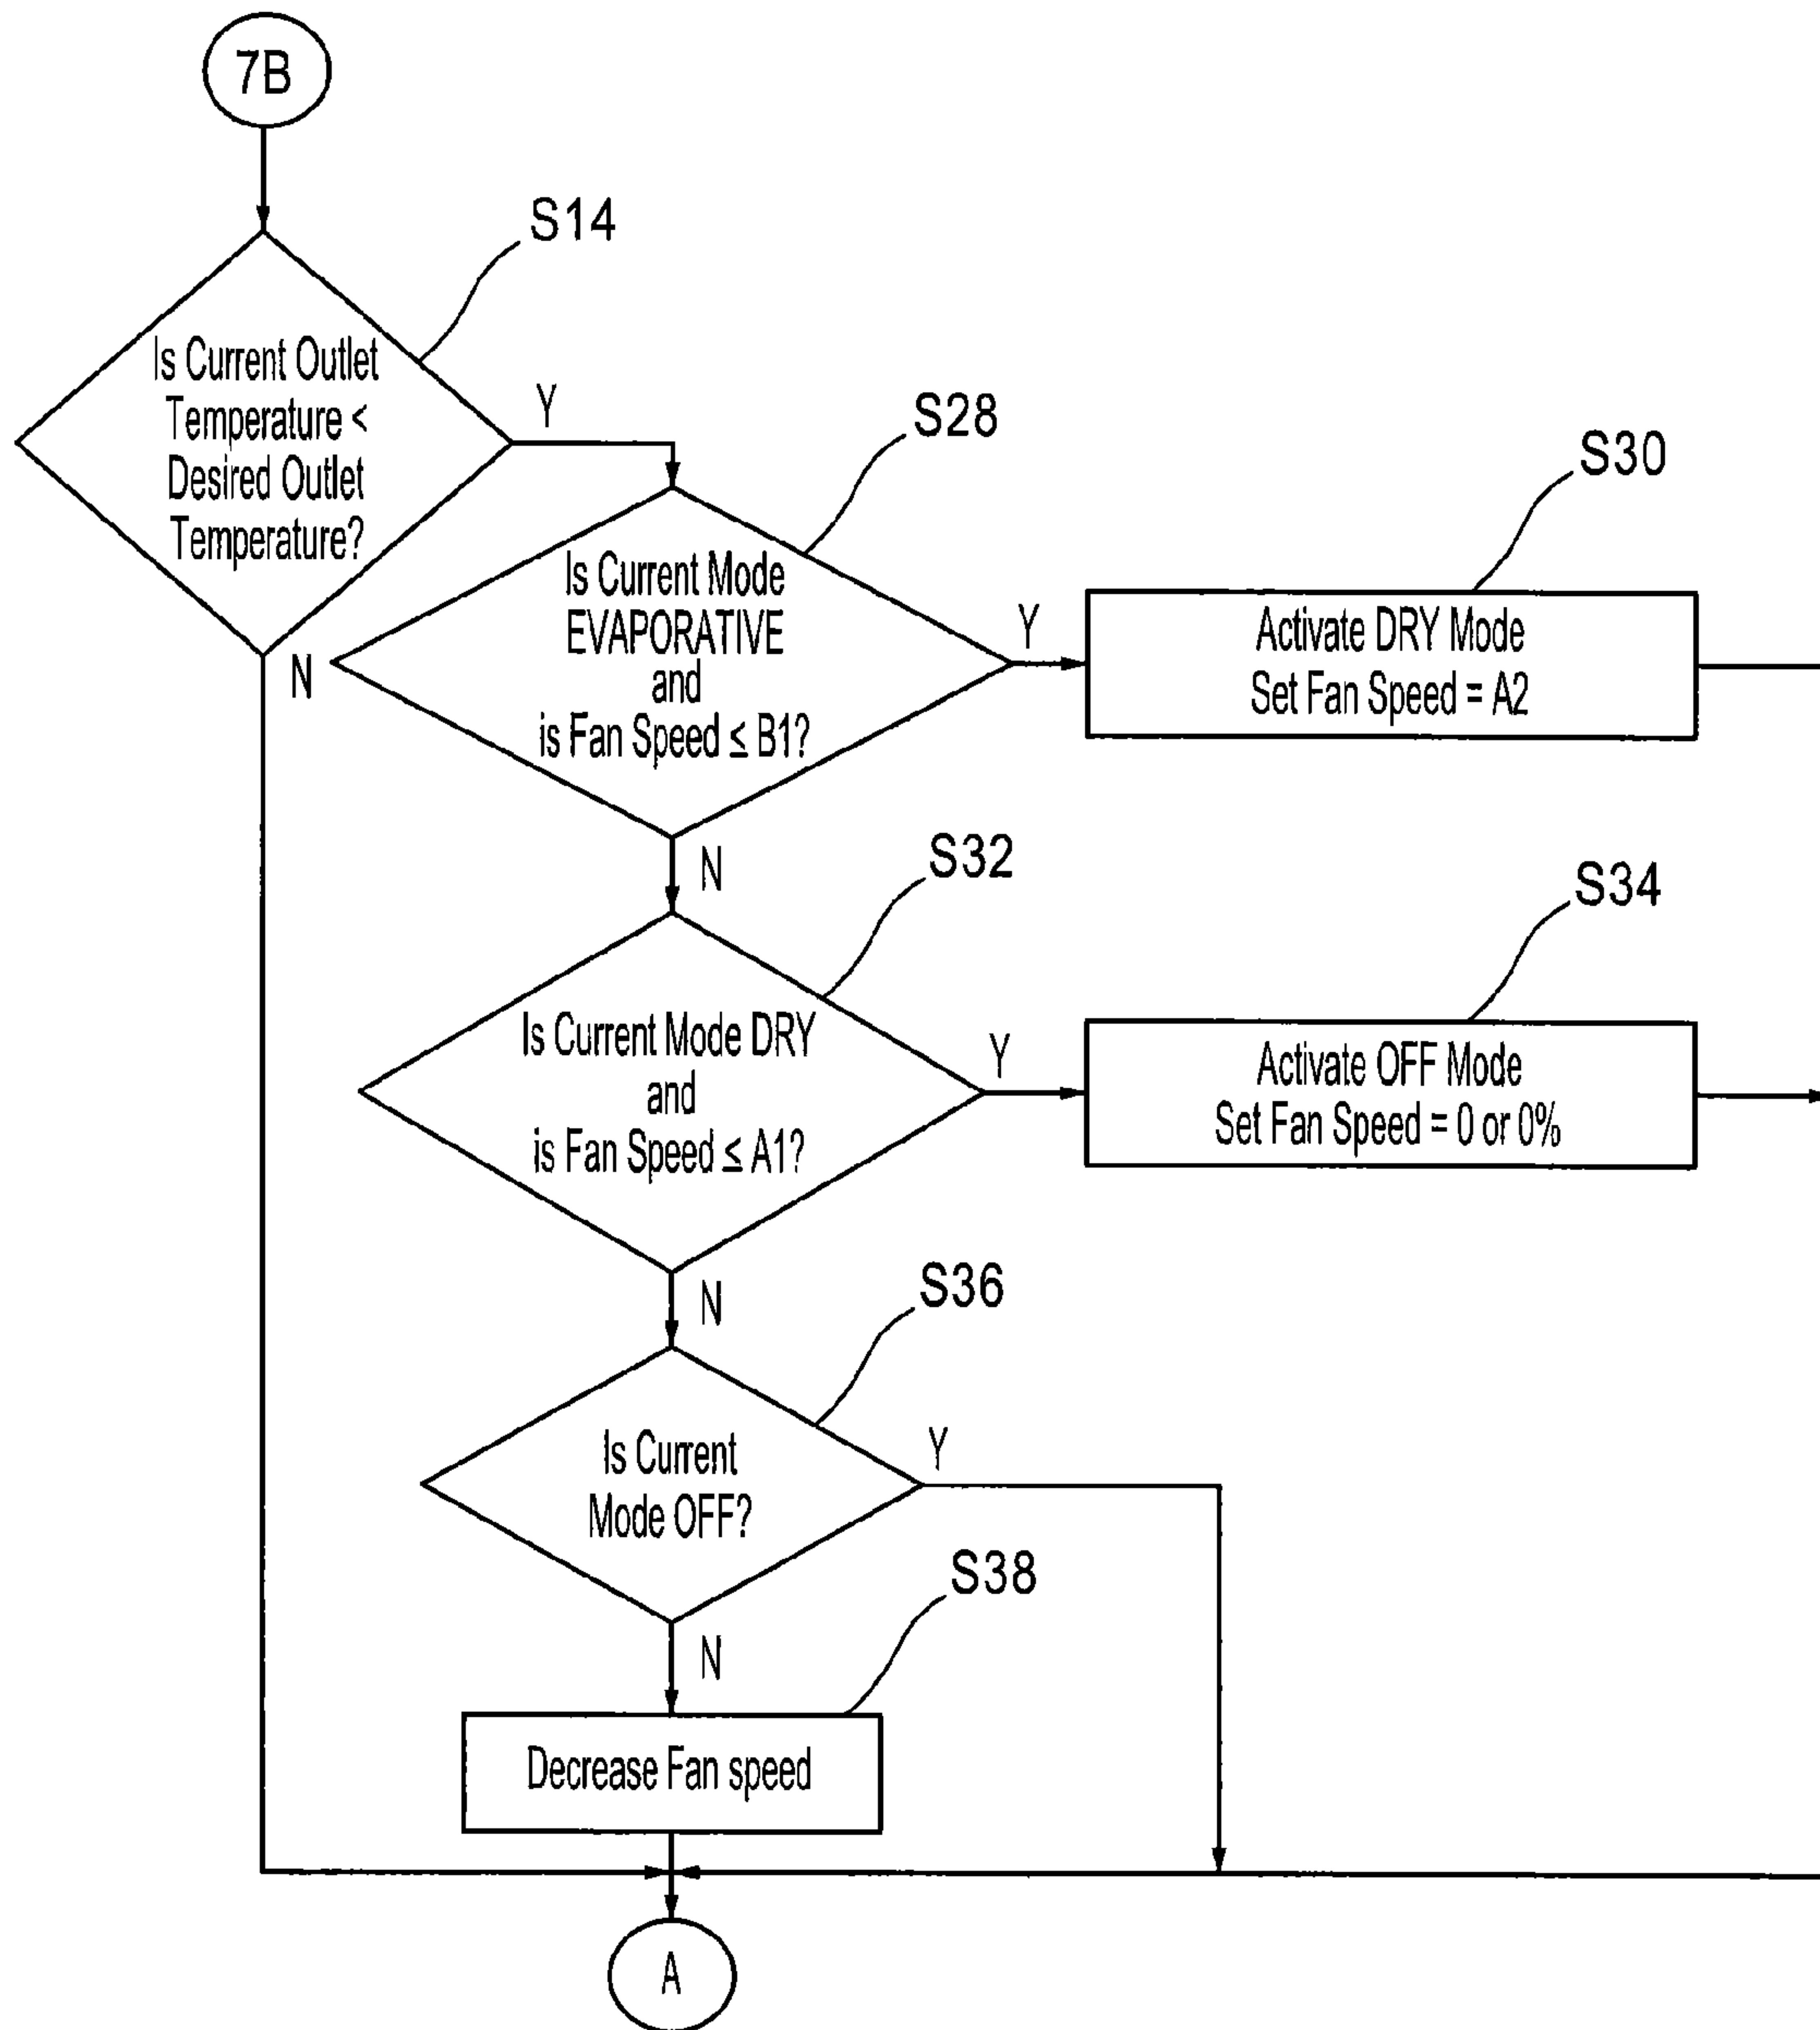 7B
S14
Is Current Outlet
Temperature <
Desired Outlet
Temperature?
Y
N
S28
Is Current Mode
EVAPORATIVE
and
is Fan Speed ≤ B1?
Y
S30
Activate DRY Mode
Set Fan Speed = A2
N
S32
Is Current Mode DRY
and
is Fan Speed ≤ A1?
Y
S34
Activate OFF Mode
Set Fan Speed = 0 or 0%
N
S36
Is Current
Mode OFF?
Y
N
S38
Decrease Fan speed
A